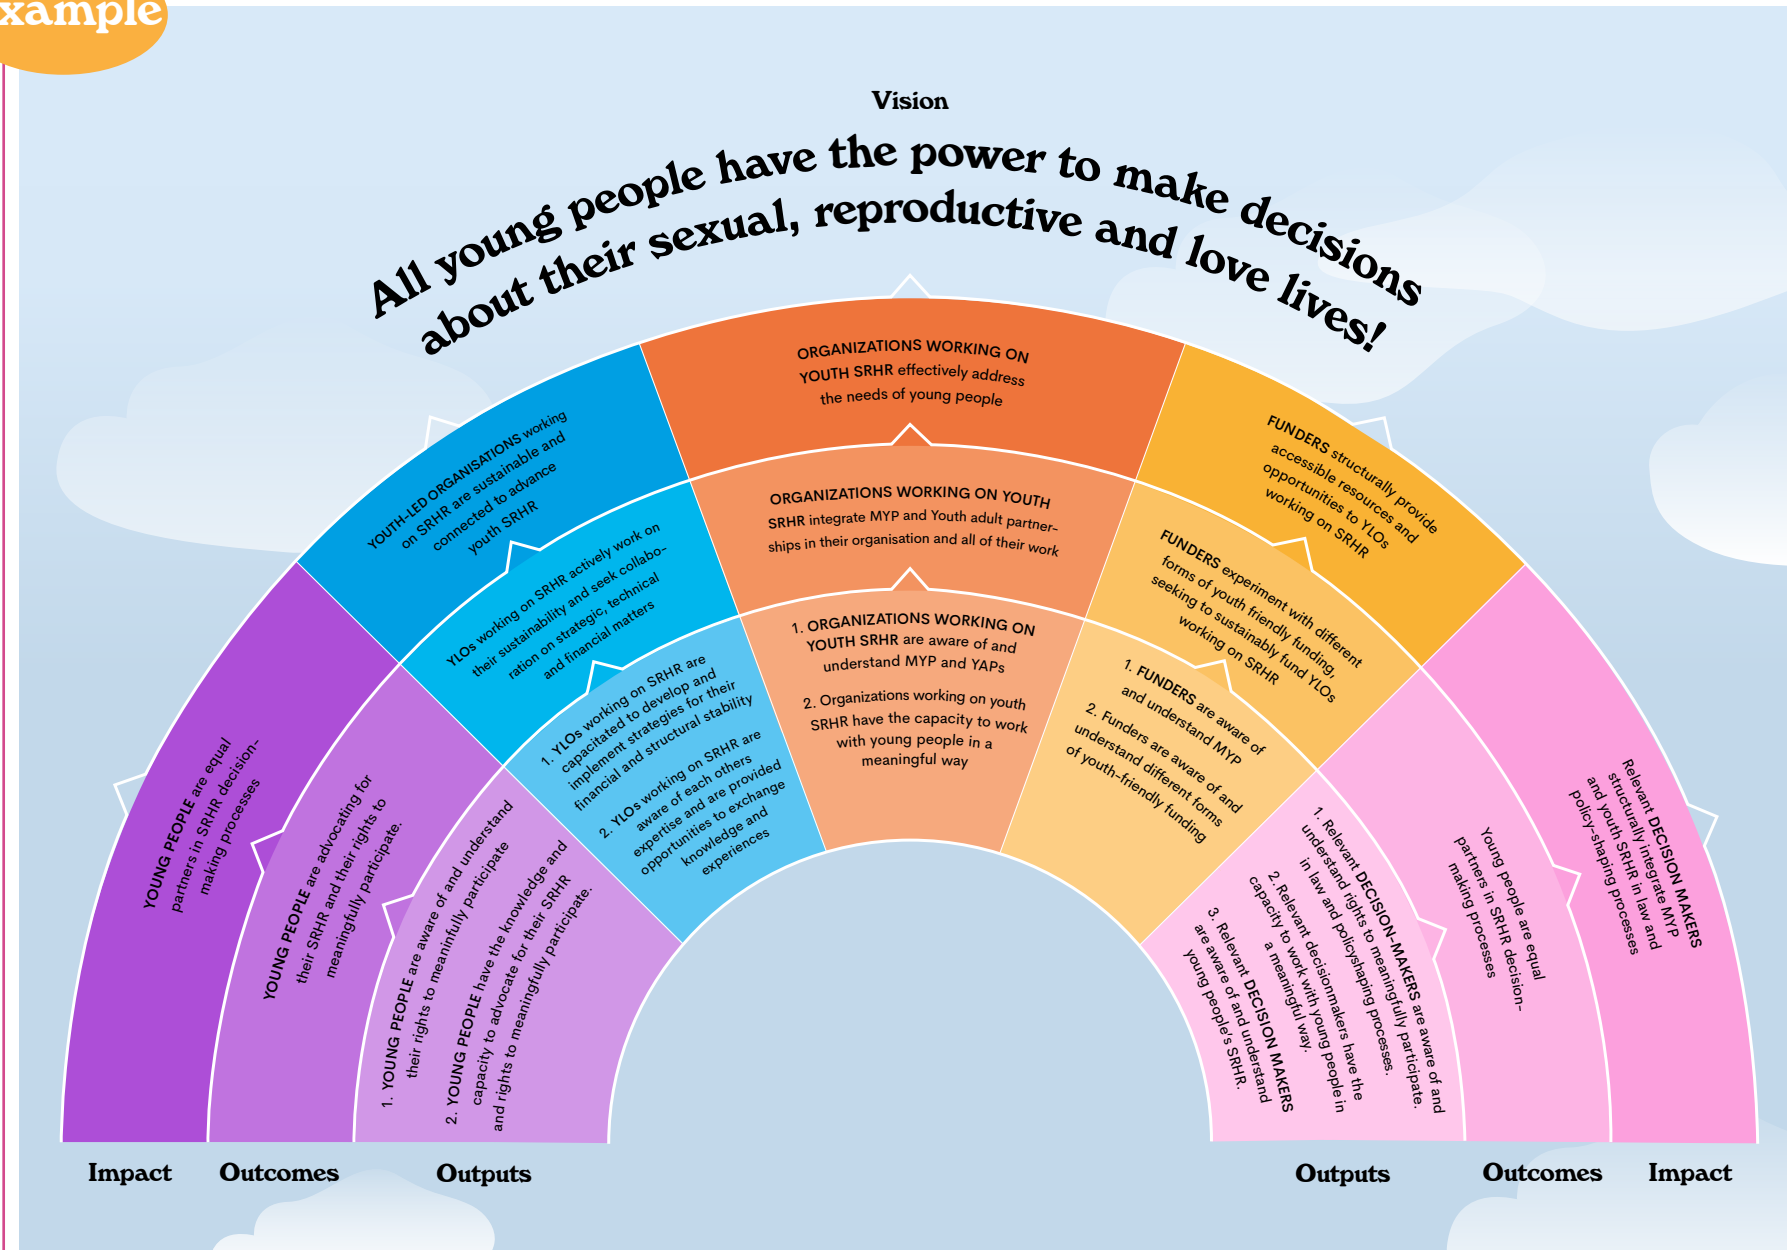 xample
Vision
All young people have the power to make decisions
about their sexual, reproductive and love lives!
YOUNG PEOPLE are equal
partners in SRHR decision-
making processes
YOUNG PEOPLE are advocating for
their SRHR and their rights to
meaningfully participate.
1. YOUNG PEOPLE are aware of and understand
their rights to meaninfully participate
2. YOUNG PEOPLE have the knowledge and
capacity to advocate for their SRHR
and rights to meaningfully participate.
YOUTH-LED ORGANISATIONS working
on SRHR are sustainable and
connected to advance
youth SRHR
YLOs working on SRHR actively work on
their sustainability and seek collabo-
ration on strategic, technical
and financial matters
1. YLOs working on SRHR are
capacitated to develop and
implement strategies for their
financial and structural stability
2. YLOs working on SRHR are
aware of each others
expertise and are provided
opportunities to exchange
knowledge and
experiences
ORGANIZATIONS WORKING ON
YOUTH SRHR effectively address
the needs of young people
ORGANIZATIONS WORKING ON YOUTH
SRHR integrate MYP and Youth adult partner-
ships in their organisation and all of their work
1. ORGANIZATIONS WORKING ON
YOUTH SRHR are aware of and
understand MYP and YAPs
2. Organizations working on youth
SRHR have the capacity to work
with young people in a
meaningful way
FUNDERS structurally provide
accessible resources and
opportunities to YLOs
working on SRHR
FUNDERS experiment with different
forms of youth friendly funding,
seeking to sustainably fund YLOs
working on SRHR
1. FUNDERS are aware of
and understand MYP
2. Funders are aware of and
understand different forms
of youth-friendly funding
Relevant DECISION MAKERS
structurally integrate MYP
and youth SRHR in law and
policy-shaping processes
Young people are equal
partners in SRHR decision-
making processes
1. Relevant DECISION-MAKERS are aware of and
understand rights to meaningfully participate.
in law and policyshaping processes.
2. Relevant decisionmakers have the
capacity to work with young people in
a meaningful way.
3. Relevant DECISION MAKERS
are aware of and understand
young people's SRHR.
Impact
Outcomes
Outputs
Outputs
Outcomes
Impact